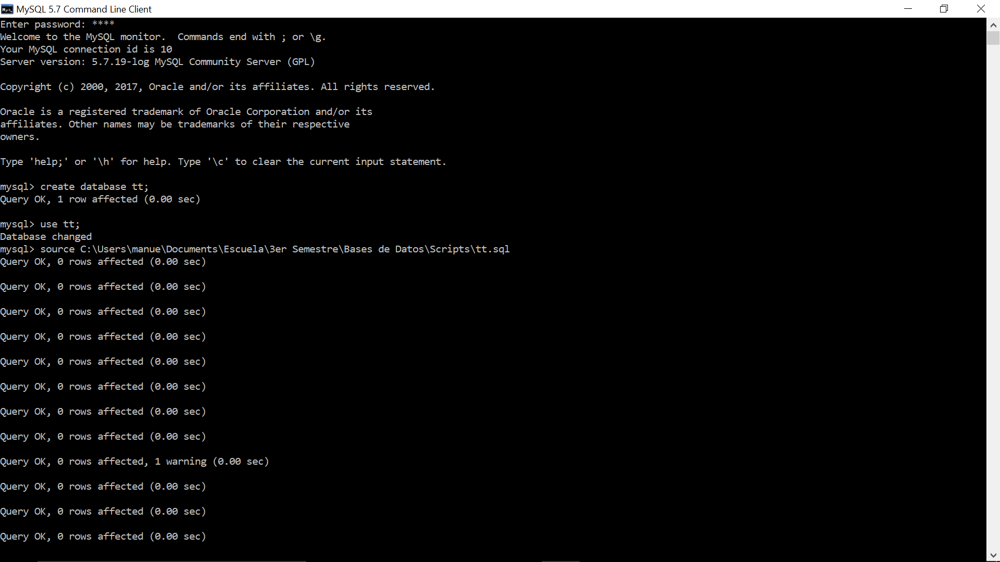 MySQL 5.7 Command Line Client
Enter password: ****
Welcome to the MySQL monitor.  Commands end with ; or \g.
Your MySQL connection id is 10
Server version: 5.7.19-log MySQL Community Server (GPL)
Copyright (c) 2000, 2017, Oracle and/or its affiliates. All rights reserved.
Oracle is a registered trademark of Oracle Corporation and/or its
affiliates. Other names may be trademarks of their respective
owners.
Type 'help;' or '\h' for help. Type '\c' to clear the current input statement.
mysql> create database tt;
Query OK, 1 row affected (0.00 sec)
mysql> use tt;
Database changed
mysql> source C:\Users\manue\Documents\Escuela\3er Semestre\Bases de Datos\Scripts\tt.sql
Query OK, 0 rows affected (0.00 sec)
Query OK, 0 rows affected (0.00 sec)
Query OK, 0 rows affected (0.00 sec)
Query OK, 0 rows affected (0.00 sec)
Query OK, 0 rows affected (0.00 sec)
Query OK, 0 rows affected (0.00 sec)
Query OK, 0 rows affected (0.00 sec)
Query OK, 0 rows affected (0.00 sec)
Query OK, 0 rows affected, 1 warning (0.00 sec)
Query OK, 0 rows affected (0.00 sec)
Query OK, 0 rows affected (0.00 sec)
Query OK, 0 rows affected (0.00 sec)